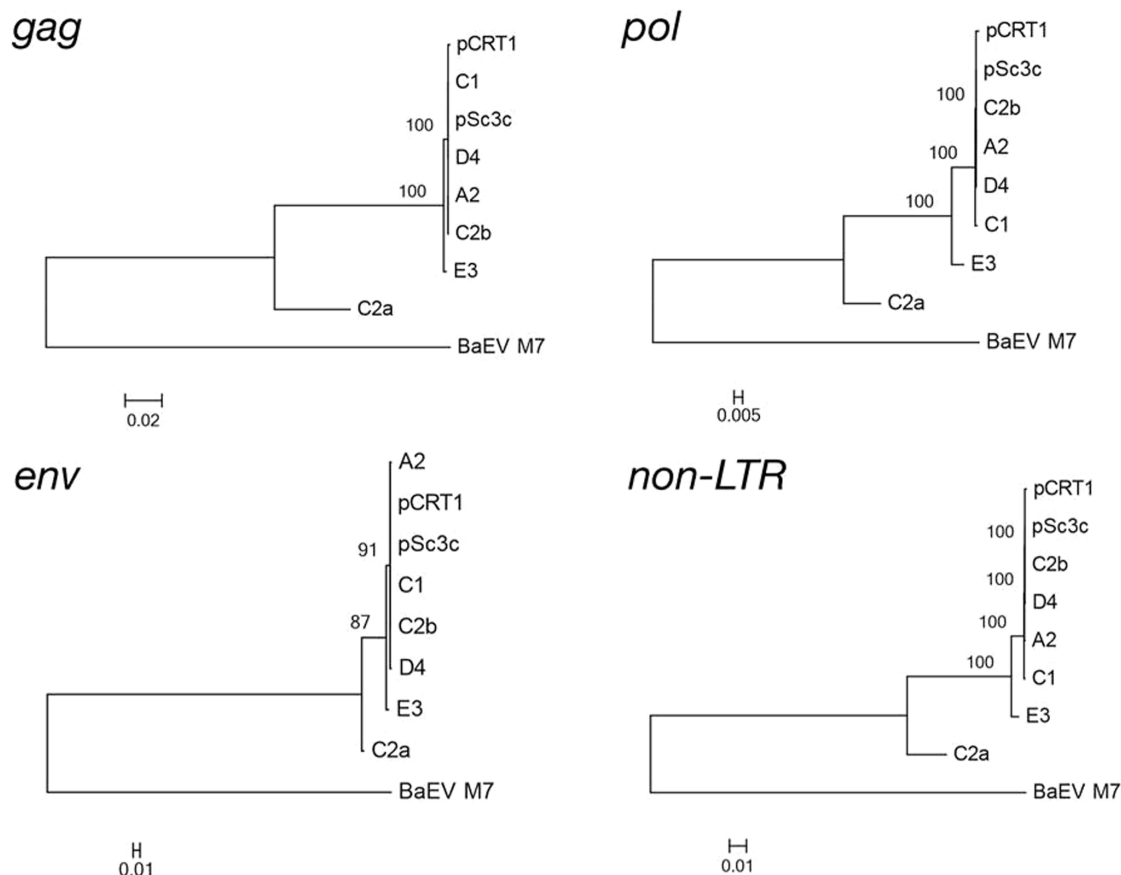 gag
pCRT1
C1
pSc3c
100
D4
100
A2
C2b
E3
C2a
BaEV M7
0.02
pol
pCRT1
pSc3c
100
C2b
100
A2
D4
100
C1
E3
C2a
BaEV M7
0.005
env
A2
pCRT1
pSc3c
91
C1
87
C2b
D4
E3
C2a
BaEV M7
0.01
non-LTR
pCRT1
pSc3c
100
C2b
100
D4
100
A2
100
C1
E3
C2a
BaEV M7
0.01